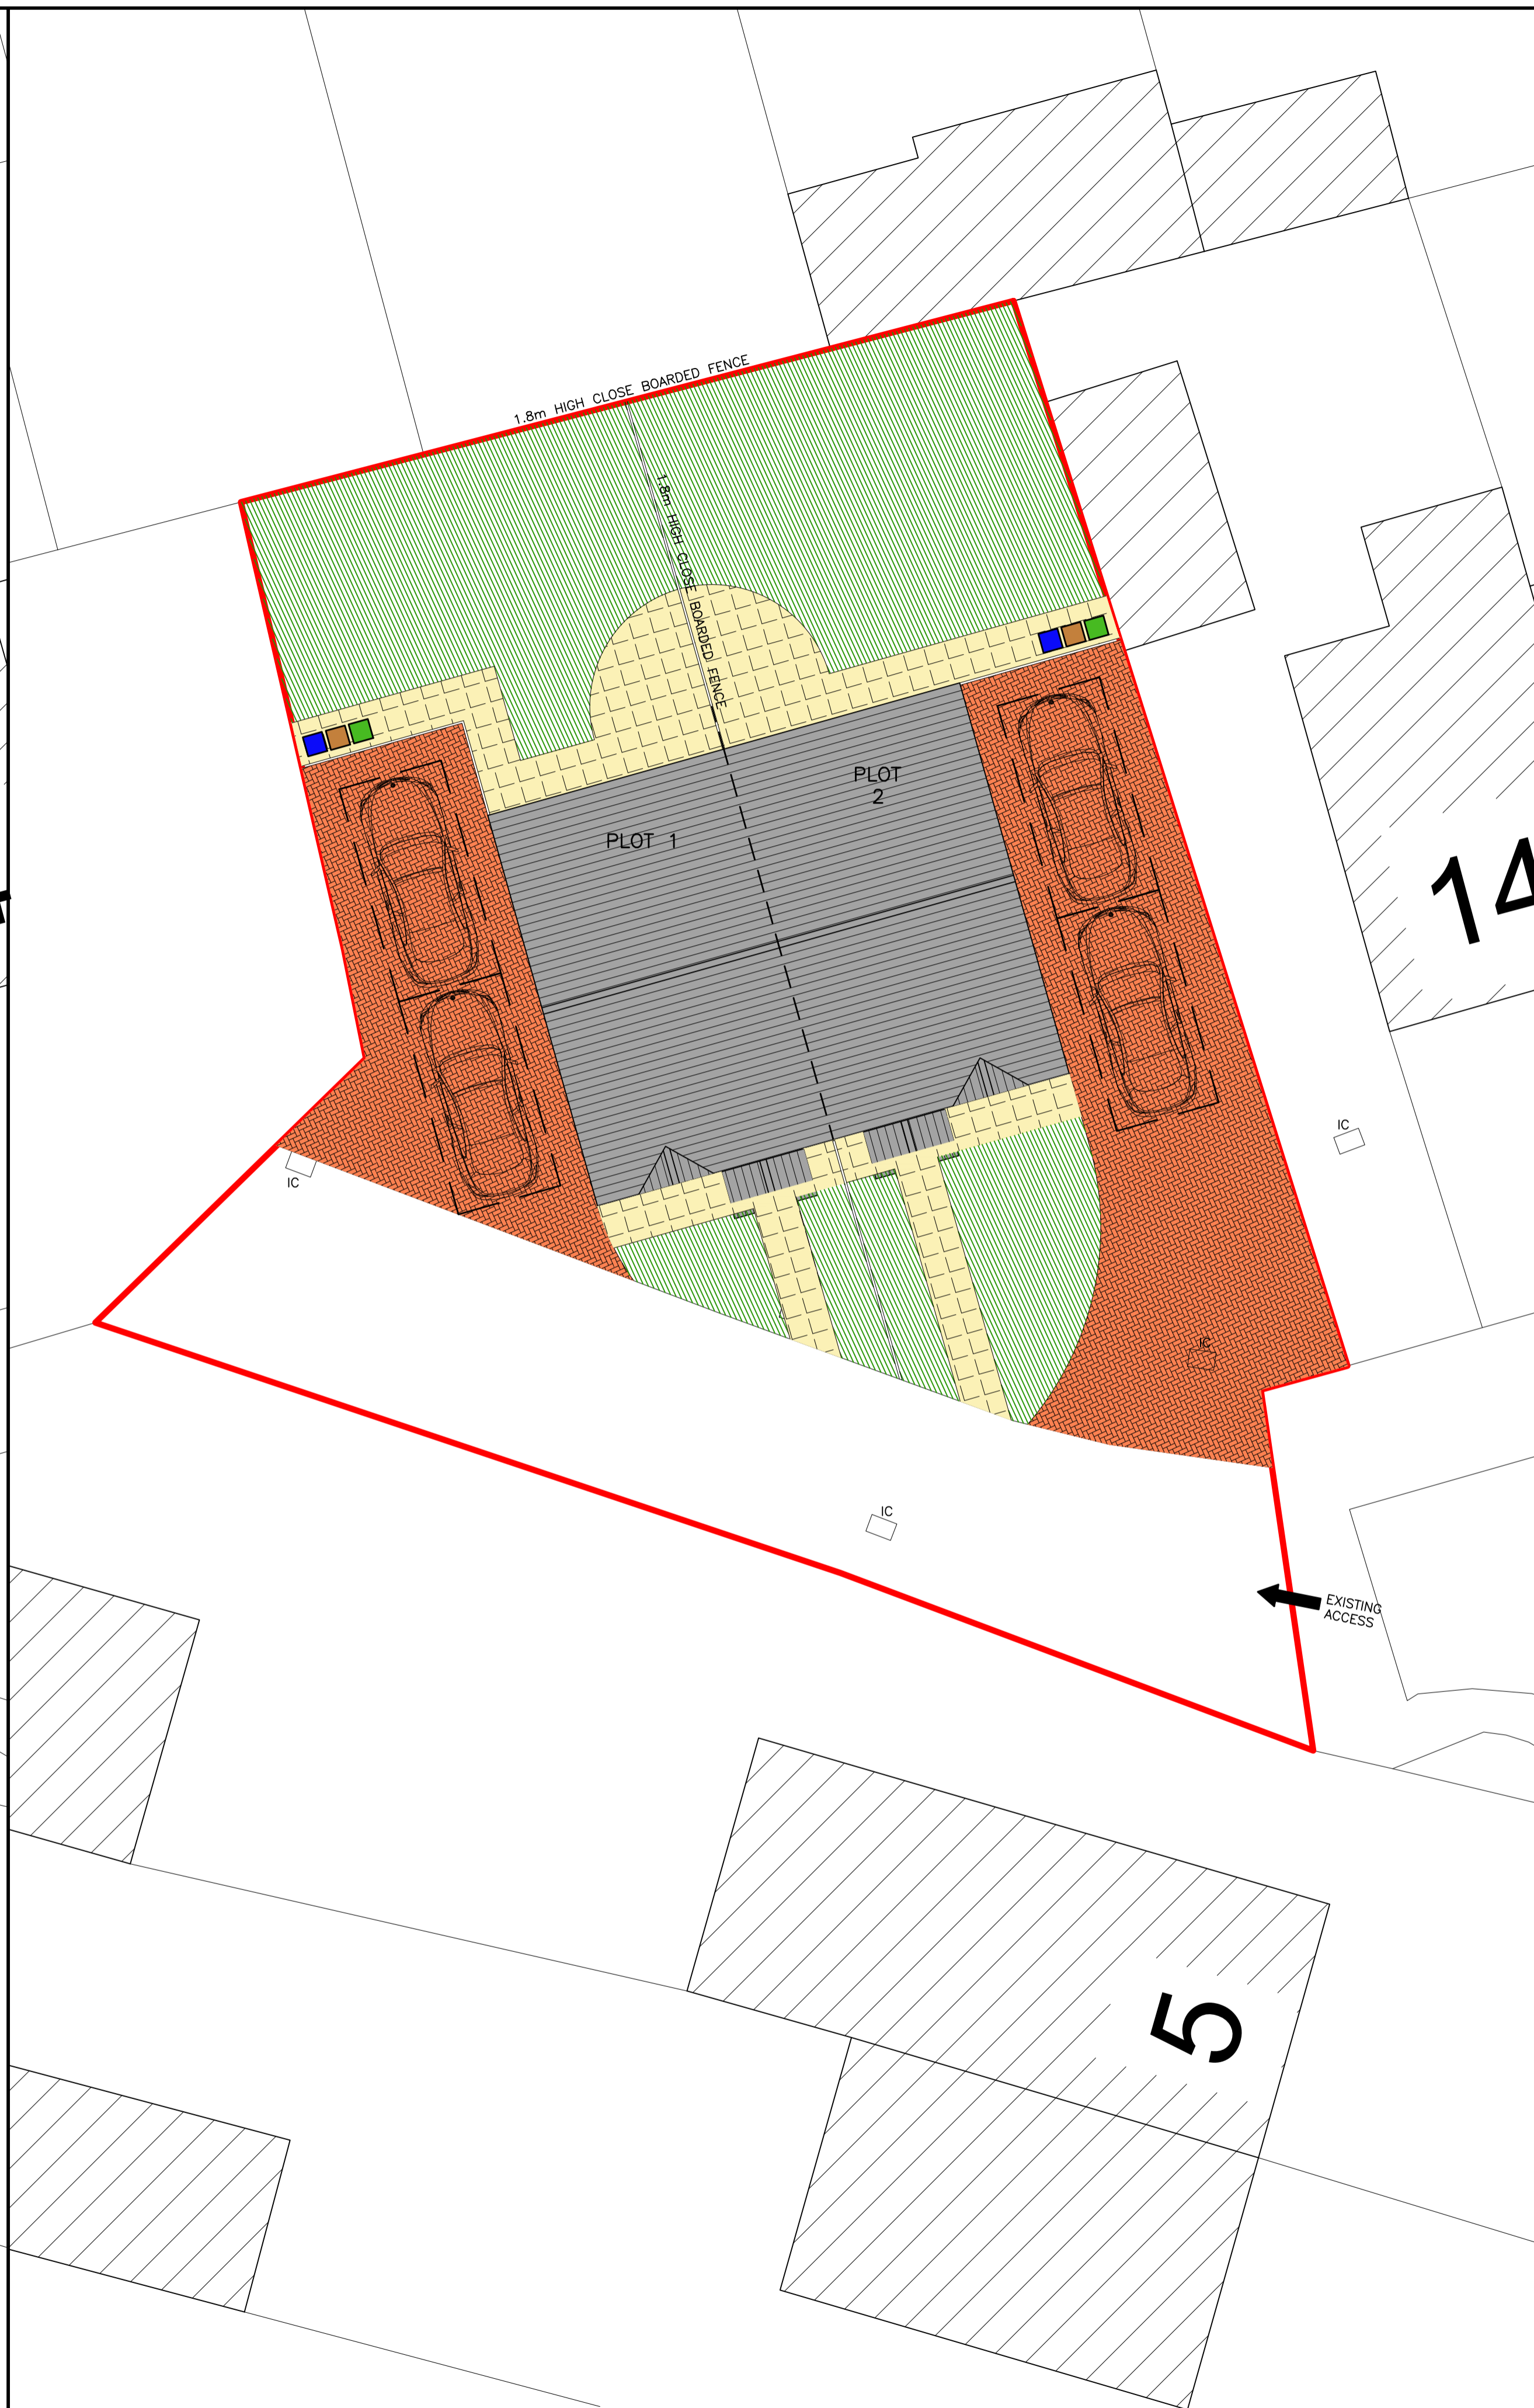 1.8m HIGH CLOSE BOARDED FENCE
1.8m HIGH CLOSE BOARDED FENCE
PLOT
2
PLOT 1
14
IC
IC
IC
IC
EXISTING
ACCESS
5